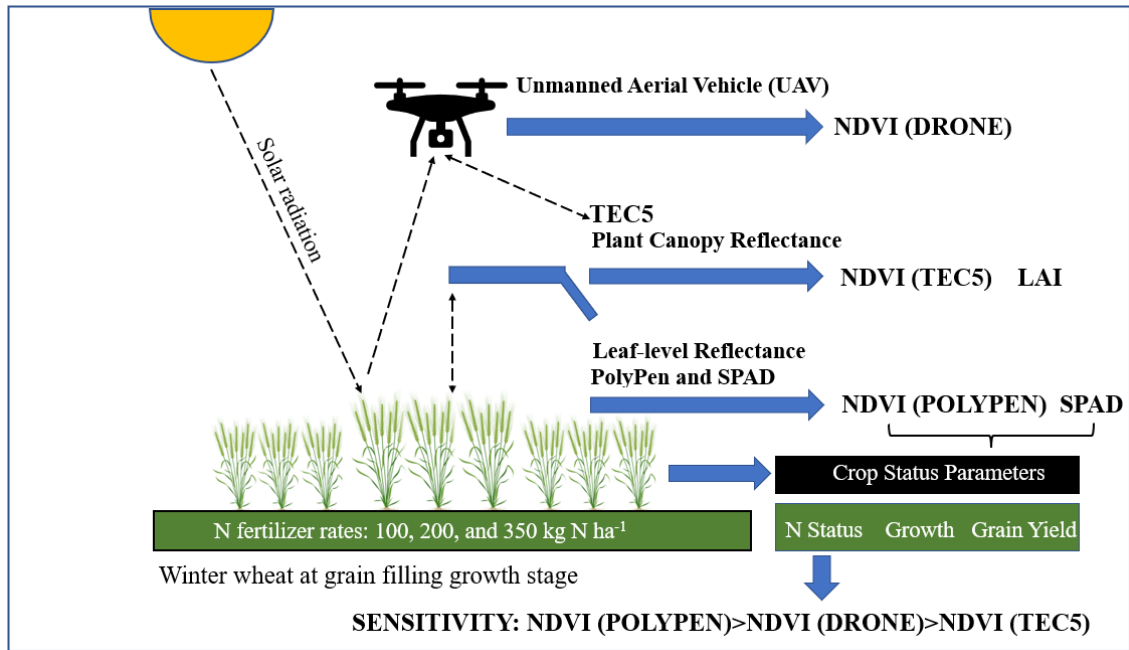 Unmanned Aerial Vehicle (UAV)
NDVI (DRONE)
Solar radiation
TEC5
Plant Canopy Reflectance
NDVI (TEC5) LAI
Leaf-level Reflectance
PolyPen and SPAD
NDVI (POLYPEN) SPAD
Crop Status Parameters
N fertilizer rates: 100, 200, and 350 kg N ha⁻¹
N Status Growth Grain Yield
Winter wheat at grain filling growth stage
SENSITIVITY: NDVI (POLYPEN)>NDVI (DRONE)>NDVI (TEC5)